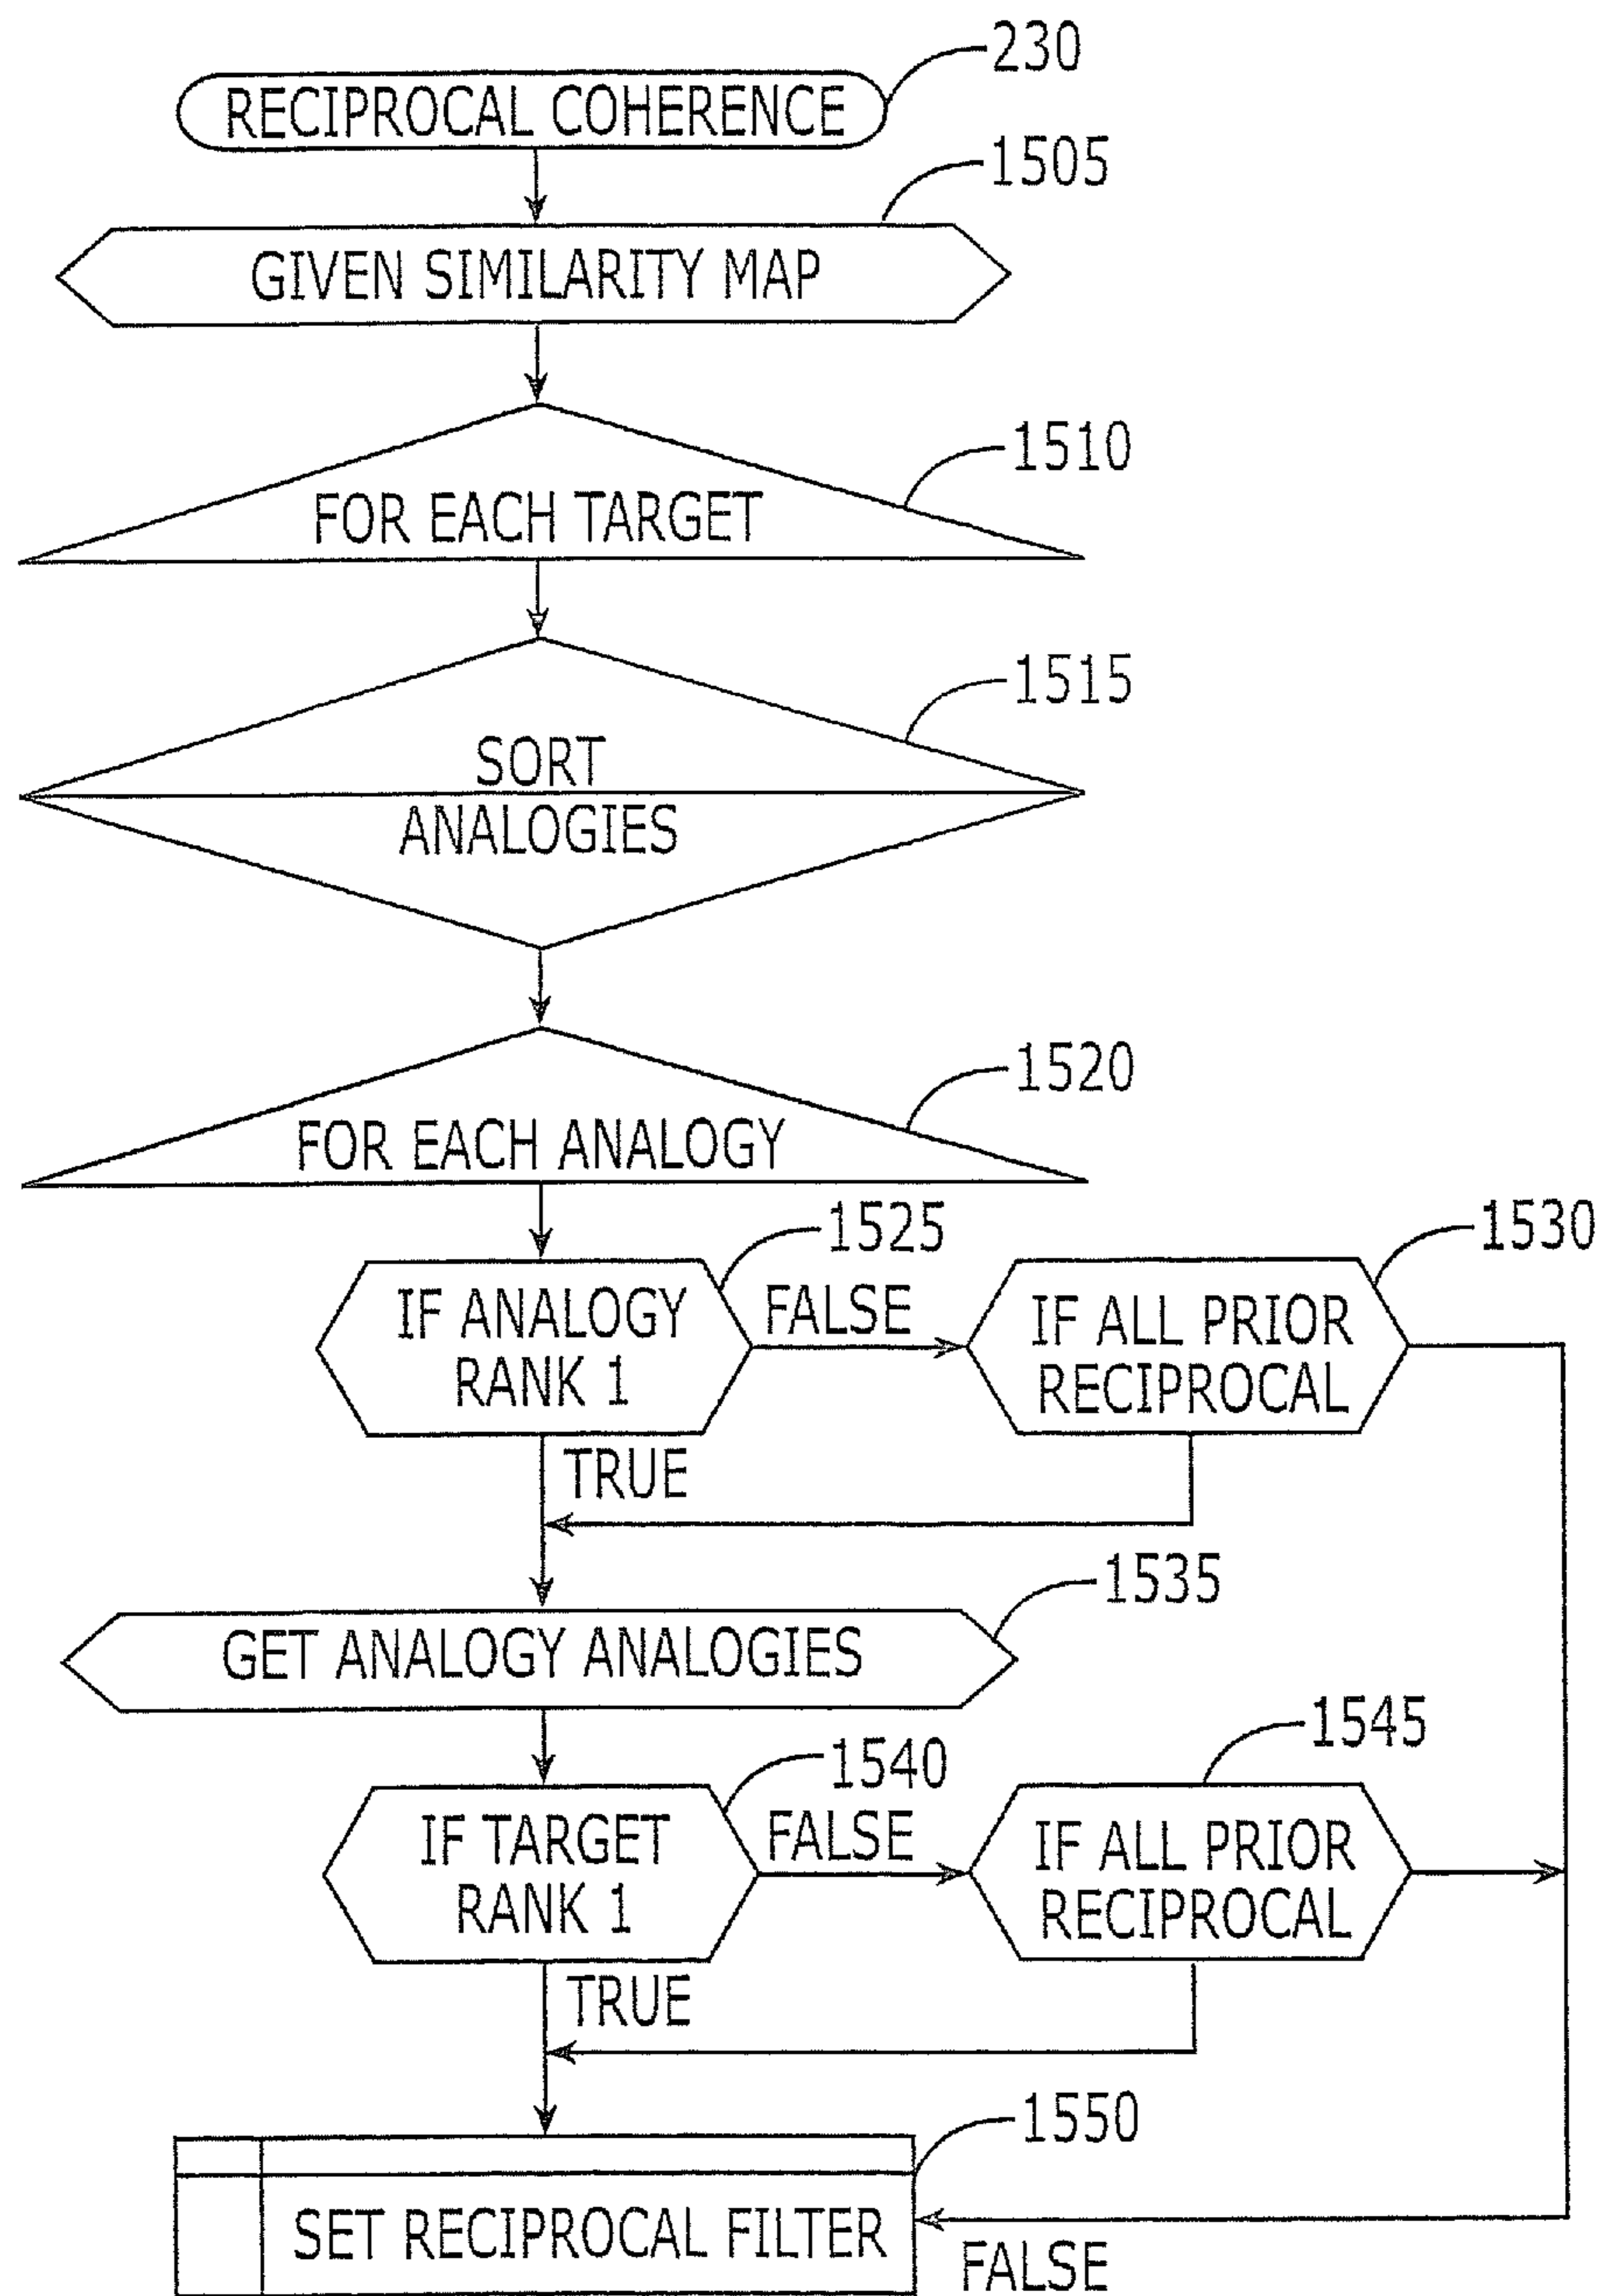 230
RECIPROCAL COHERENCE
1505
GIVEN SIMILARITY MAP
1510
FOR EACH TARGET
1515
SORT
ANALOGIES
1520
FOR EACH ANALOGY
1525
1530
IF ANALOGY
RANK 1
FALSE
IF ALL PRIOR
RECIPROCAL
TRUE
1535
GET ANALOGY ANALOGIES
1545
1540
IF TARGET
RANK 1
FALSE
IF ALL PRIOR
RECIPROCAL
TRUE
1550
SET RECIPROCAL FILTER
FALSE